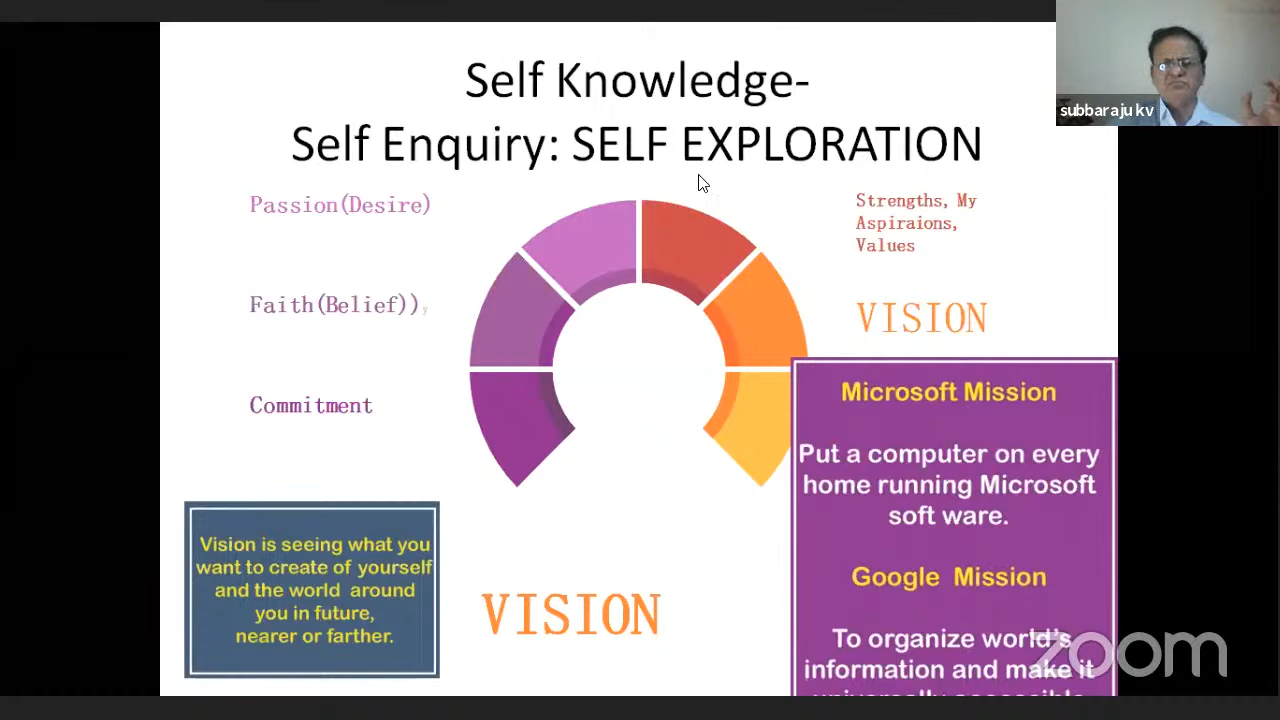 Self Knowledge-
Self Enquiry: SELF EXPLORATION
subbaraju kv
Passion(Desire)
Strengths, My
Aspiraions,
Values
Faith(Belief)),
VISION
Commitment
Microsoft Mission
Put a computer on every
home running Microsoft
soft ware.
Google Mission
To organize world's
information and make it
universally accessible
Vision is seeing what you
want to create of yourself
and the world around
you in future,
nearer or farther.
VISION
zoom